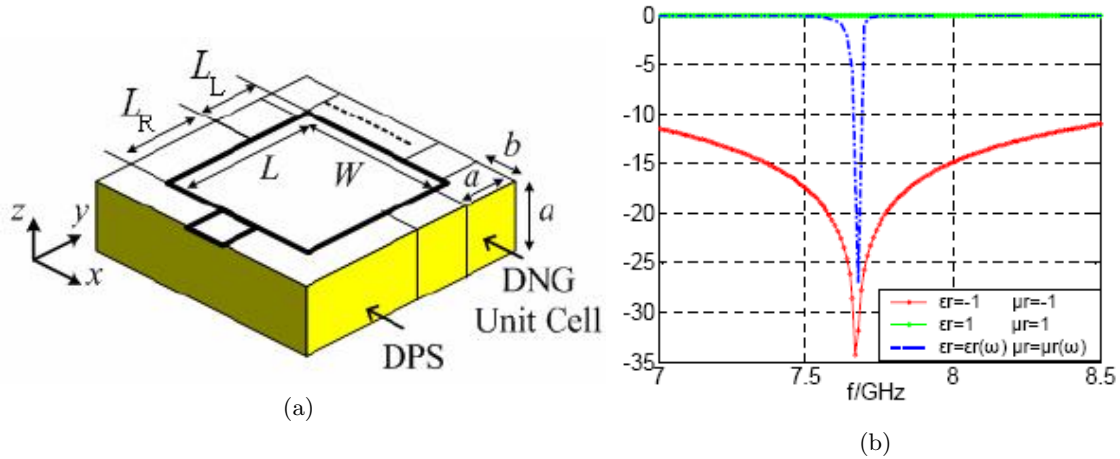 L_L
L_R
b
L
W
a
a
z
y
x
DNG
Unit Cell
DPS
(a)
0
-5
-10
-15
-20
-25
-30
-35
εr=-1 μr=-1
εr=1 μr=1
εr=εr(ω) μr=μr(ω)
7 7.5 8 8.5
f/GHz
(b)